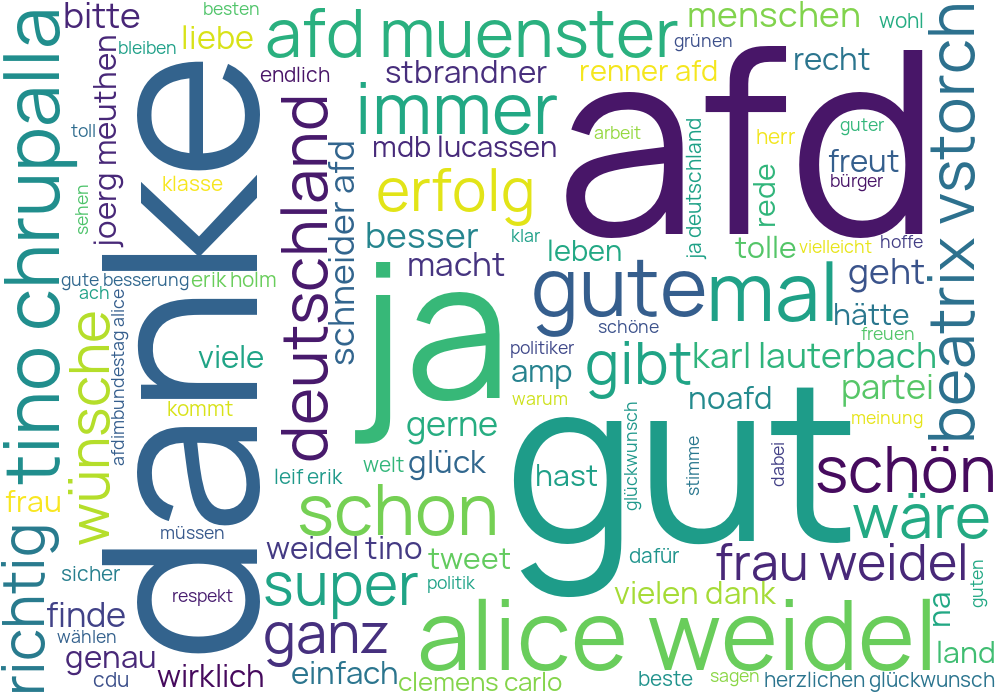 bitte
besten
liebe
bleiben
afd muenster
grünen
menschen
wohl
endlich
stbrandner
renner afd
recht
tino chrupalla
joerg meuthen
toll
danke
deutschland
immer
mdb lucassen
afd
arbeit
herr
guter
freut
bürger
beatrix vstorch
klasse
sehen
schneider afd
erfolg
ja deutschland
rede
besser
klar
leben
tolle
vielleicht
hoffe
macht
gute besserung
erik holm
ach
ja
gute
mal
geht
hätte
wünsche
afdimbundestag alice
viele
schöne
freuen
politiker
gibt
karl lauterbach
amp
warum
noafd
partei
kommt
gerne
meinung
gut
welt
glück
hast
glückwunsch
stimme
dabei
schön
leif erik
frau
schon
wäre
richtig
müssen
weidel tino
tweet
dafür
frau weidel
sicher
super
politik
vielen dank
guten
respekt
finde
na
wählen
ganz
alice weidel
genau
land
cdu
wirklich
einfach
clemens carlo
beste
sagen
herzlichen glückwunsch